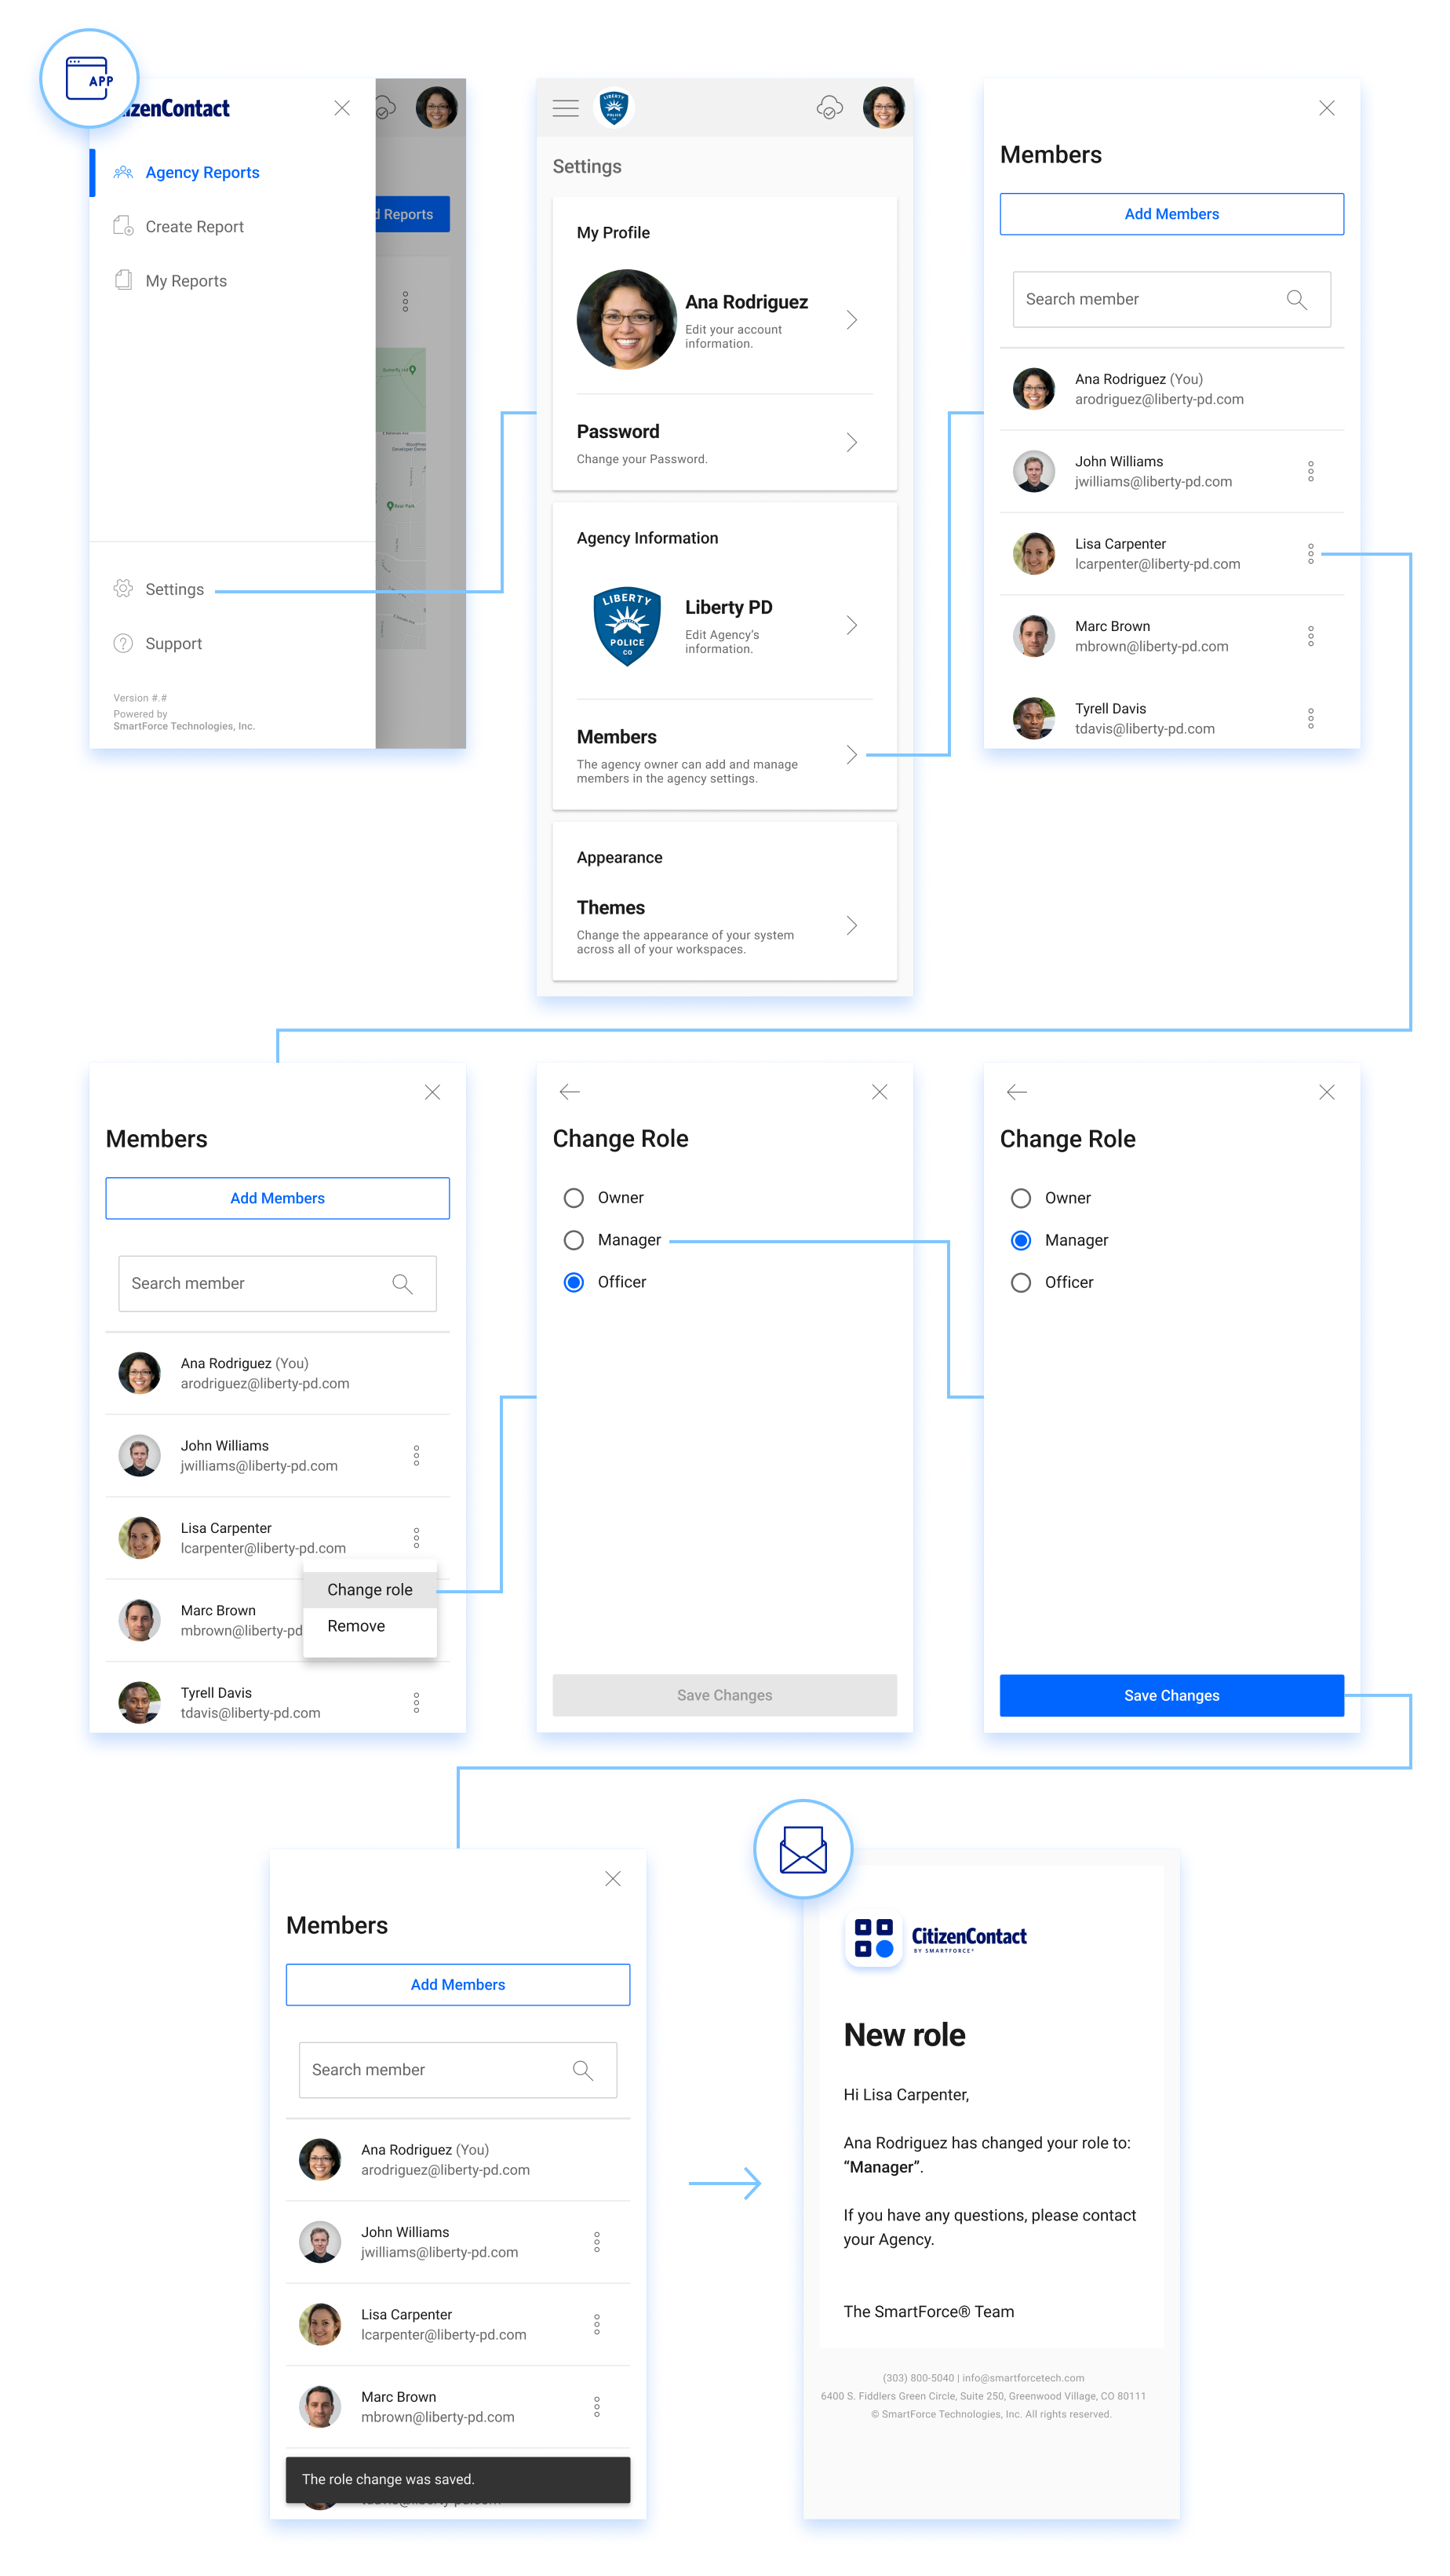 APP
izenContact
Agency Reports
Create Report
My Reports
Settings
Support
Version #.#
Powered by
SmartForce Technologies, Inc.
d Reports
Bear Park
LIBERTY
POLICE
CO
Settings
My Profile
Ana Rodriguez
Edit your account
information.
Password
Change your Password.
Agency Information
LIBERTY
POLICE
CO
Liberty PD
Edit Agency's
information.
Members
The agency owner can add and manage
members in the agency settings.
Appearance
Themes
Change the appearance of your system
across all of your workspaces.
Members
Add Members
Search member
Ana Rodriguez (You)
arodriguez@liberty-pd.com
John Williams
jwilliams@liberty-pd.com
Lisa Carpenter
lcarpenter@liberty-pd.com
Marc Brown
mbrown@liberty-pd.com
Tyrell Davis
tdavis@liberty-pd.com
Members
Add Members
Search member
Ana Rodriguez (You)
arodriguez@liberty-pd.com
John Williams
jwilliams@liberty-pd.com
Lisa Carpenter
lcarpenter@liberty-pd.com
Change role
Remove
Marc Brown
mbrown@liberty-pd
Tyrell Davis
tdavis@liberty-pd.com
Change Role
Owner
Manager
Officer
Save Changes
Change Role
Owner
Manager
Officer
Save Changes
Members
Add Members
Search member
Ana Rodriguez (You)
arodriguez@liberty-pd.com
John Williams
jwilliams@liberty-pd.com
Lisa Carpenter
lcarpenter@liberty-pd.com
Marc Brown
mbrown@liberty-pd.com
The role change was saved.
CitizenContact
BY SMARTFORCE®
New role
Hi Lisa Carpenter,
Ana Rodriguez has changed your role to:
“Manager”.
If you have any questions, please contact
your Agency.
The SmartForce® Team
(303) 800-5040 | info@smartforcetech.com
6400 S. Fiddlers Green Circle, Suite 250, Greenwood Village, CO 80111
© SmartForce Technologies, Inc. All rights reserved.